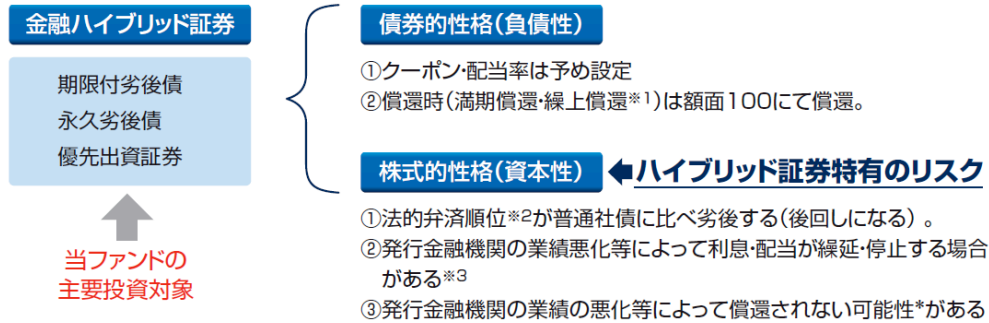 金融ハイブリッド証券
期限付劣後債
永久劣後債
優先出資証券
当ファンドの
主要投資対象
債券的性格(負債性)
①クーポン・配当率は予め設定
②償還時(満期償還・繰上償還※1)は額面100にて償還。
株式的性格(資本性)
ハイブリッド証券特有のリスク
①法的弁済順位※2が普通社債に比べ劣後する(後回しになる)。
②発行金融機関の業績悪化等によって利息・配当が繰延・停止する場合
がある※3
③発行金融機関の業績の悪化等によって償還されない可能性*がある